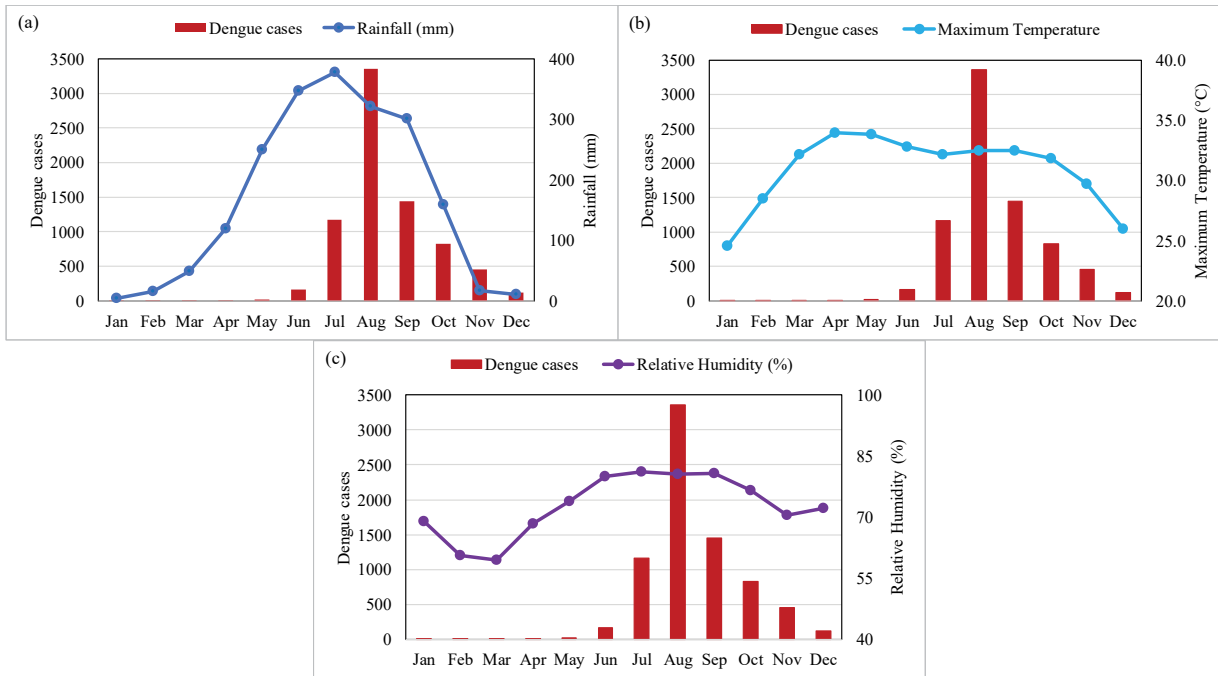 (a)
Dengue cases Rainfall (mm)
3500 400
3000
2500 300
2000
1500 200
1000 100
500
0 0
Dengue cases
Rainfall (mm)
Jan Feb Mar Apr May Jun Jul Aug Sep Oct Nov Dec
(b)
Dengue cases Maximum Temperature
3500 40.0
3000
2500 35.0
2000
1500 30.0
1000 25.0
500
0 20.0
Dengue cases
Maximum Temperature (°C)
Jan Feb Mar Apr May Jun Jul Aug Sep Oct Nov Dec
(c)
Dengue cases Relative Humidity (%)
3500 100
3000
2500 85
2000
1500 70
1000 55
500
0 40
Dengue cases
Relative Humidity (%)
Jan Feb Mar Apr May Jun Jul Aug Sep Oct Nov Dec